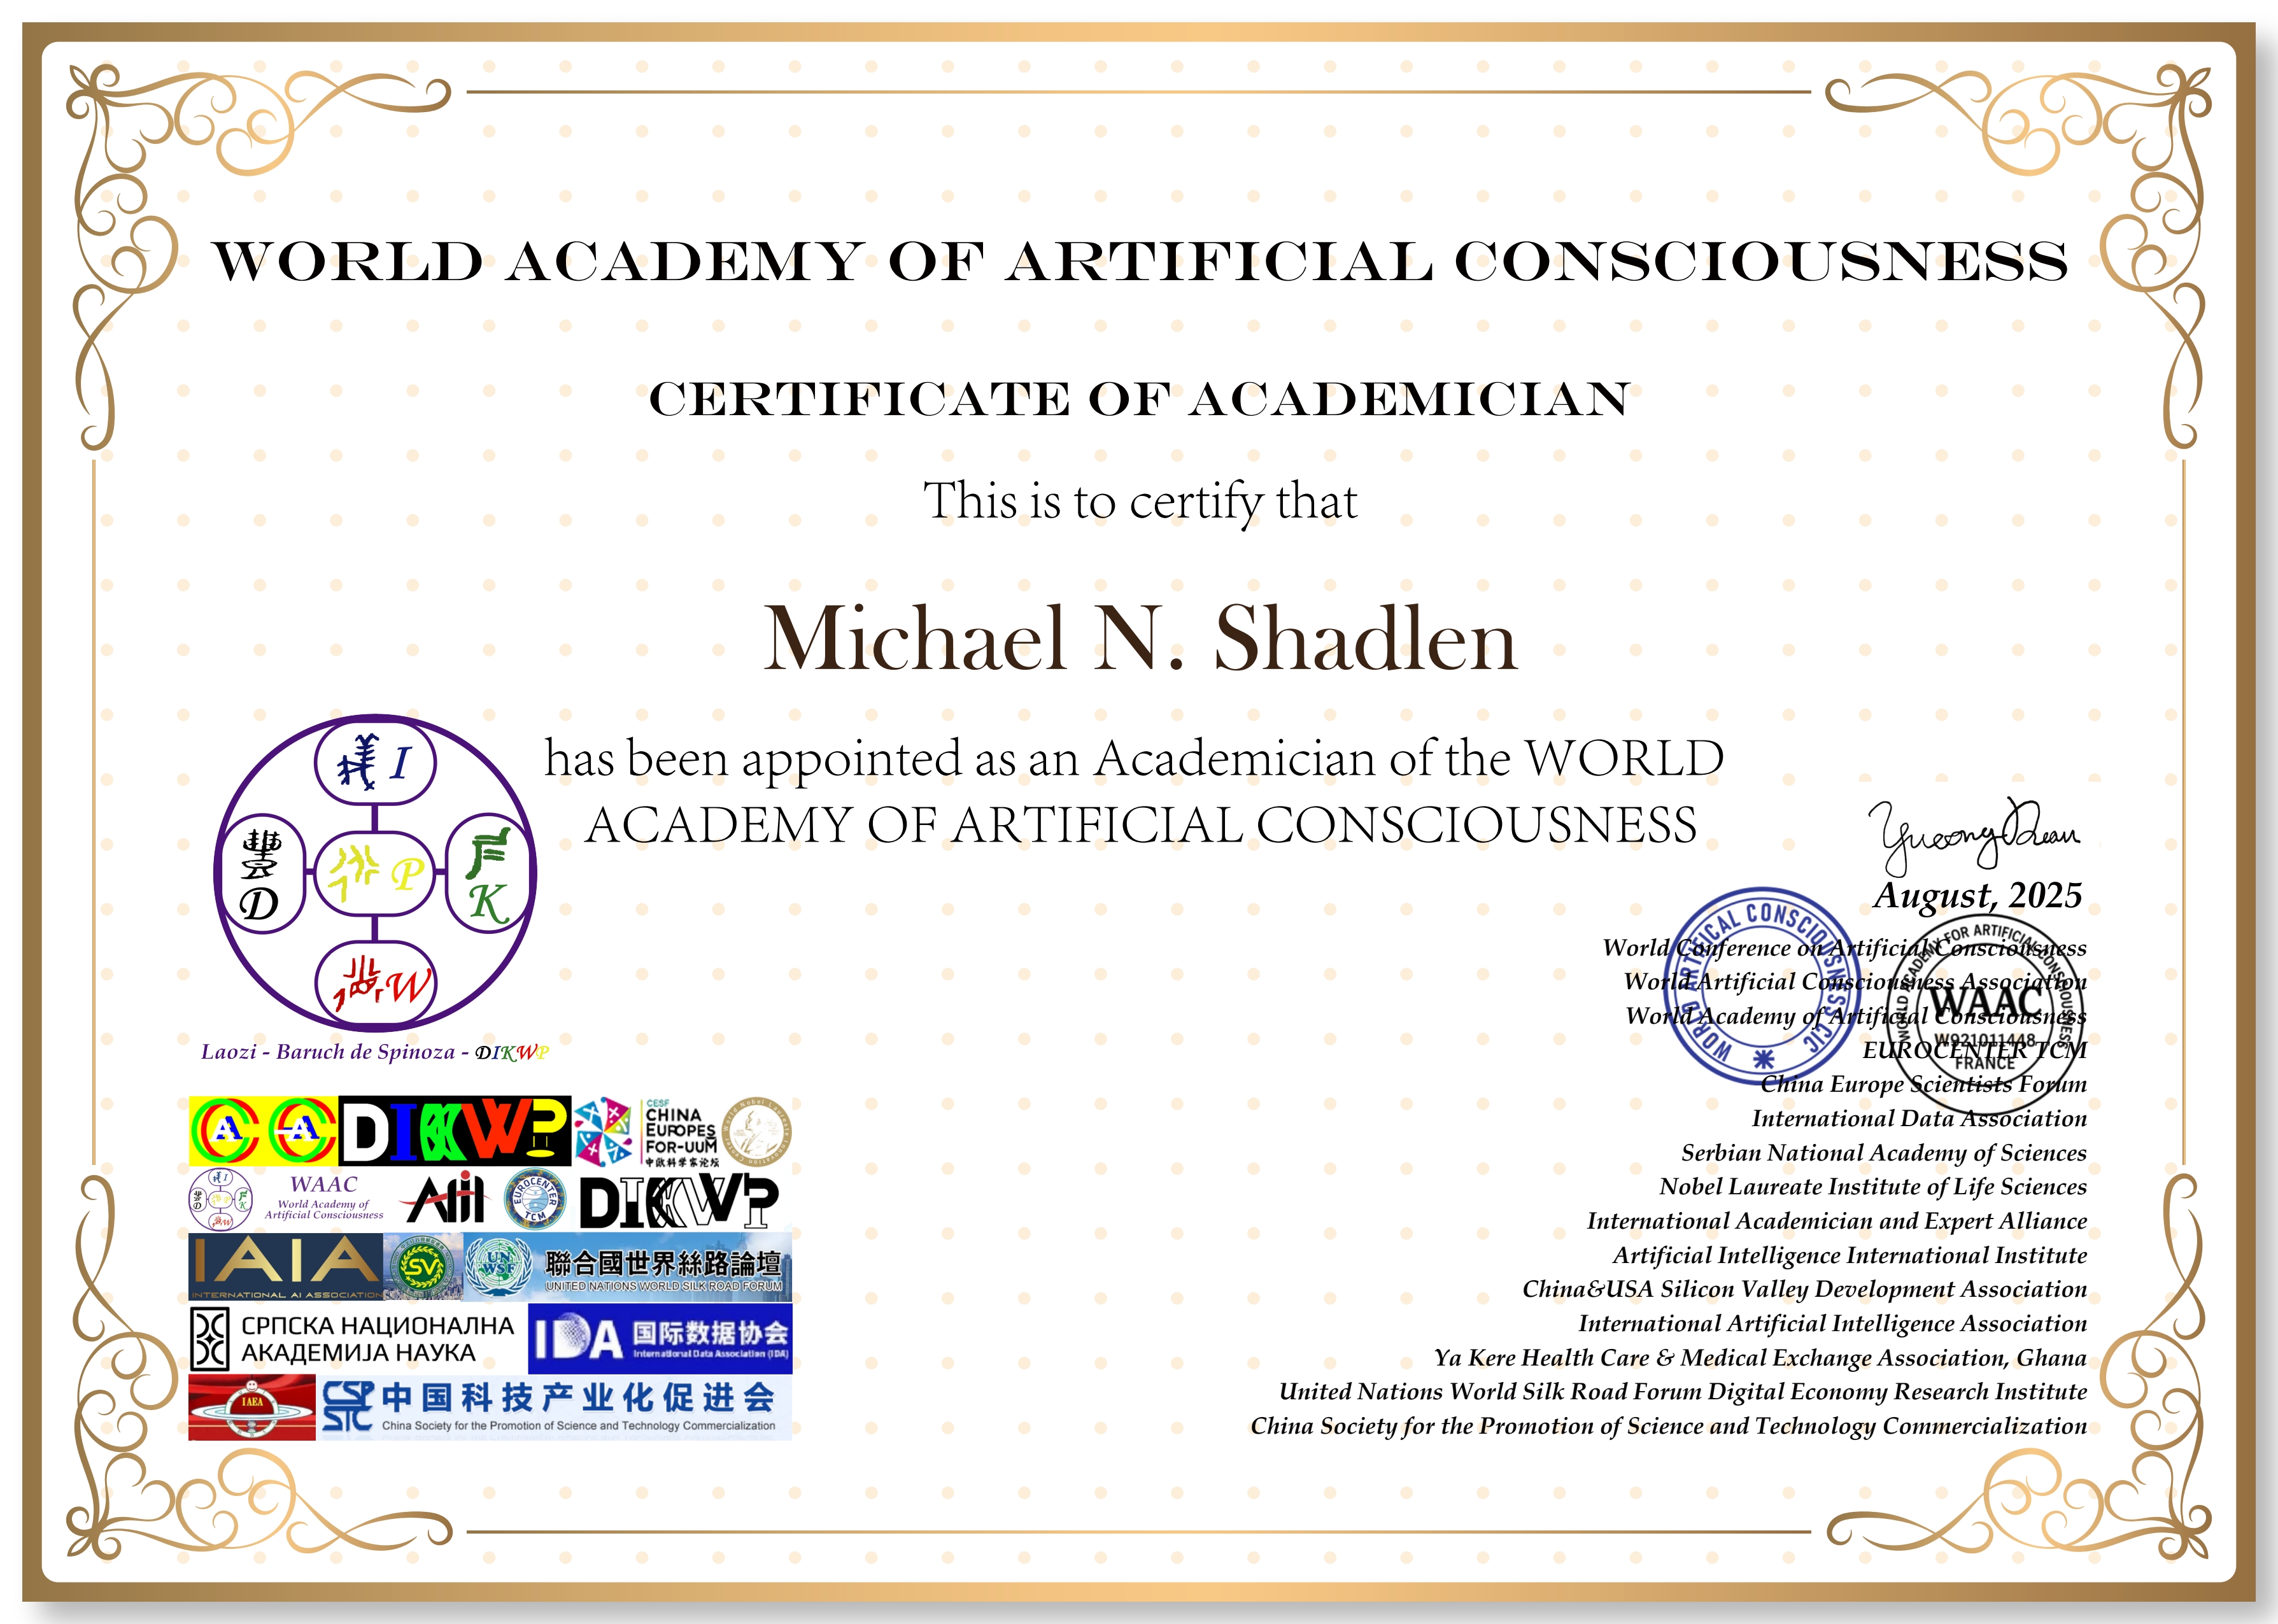 WORLD ACADEMY OF ARTIFICIAL CONSCIOUSNESS
CERTIFICATE OF ACADEMICIAN
This is to certify that
Michael N. Shadlen
has been appointed as an Academician of the WORLD
ACADEMY OF ARTIFICIAL CONSCIOUSNESS
I
D
P
K
W
Laozi - Baruch de Spinoza - DIKWP
August, 2025
World Conference on Artificial Consciousness
World Artificial Consciousness Association
World Academy of Artificial Consciousness
EUROCENTER TCM
China Europe Scientists Forum
International Data Association
Serbian National Academy of Sciences
Nobel Laureate Institute of Life Sciences
International Academician and Expert Alliance
Artificial Intelligence International Institute
China&USA Silicon Valley Development Association
International Artificial Intelligence Association
Ya Kere Health Care & Medical Exchange Association, Ghana
United Nations World Silk Road Forum Digital Economy Research Institute
China Society for the Promotion of Science and Technology Commercialization
WORLD ARTIFICAL CONSCIOUSNESS CIC
WORLD ACADEMY FOR ARTIFICIAL CONSCIOUSNESS
WAAC
W921011448
FRANCE
DIKWP
CESF
CHINA
EUROPES
FOR-UUM
中欧科学家论坛
WAAC
World Academy of
Artificial Consciousness
EUROCENTER
TCM
DIKWP
IAIA
INTERNATIONAL AI ASSOCIATION
SV
UN
WSF
聯合國世界絲路論壇
UNITED NATIONS WORLD SILK ROAD FORUM
СРПСКА НАЦИОНАЛНА
АКАДЕМИЈА НАУКА
IDA
国际数据协会
International Data Association (IDA)
IAEA
CSP
STC
中国科技产业化促进会
China Society for the Promotion of Science and Technology Commercialization